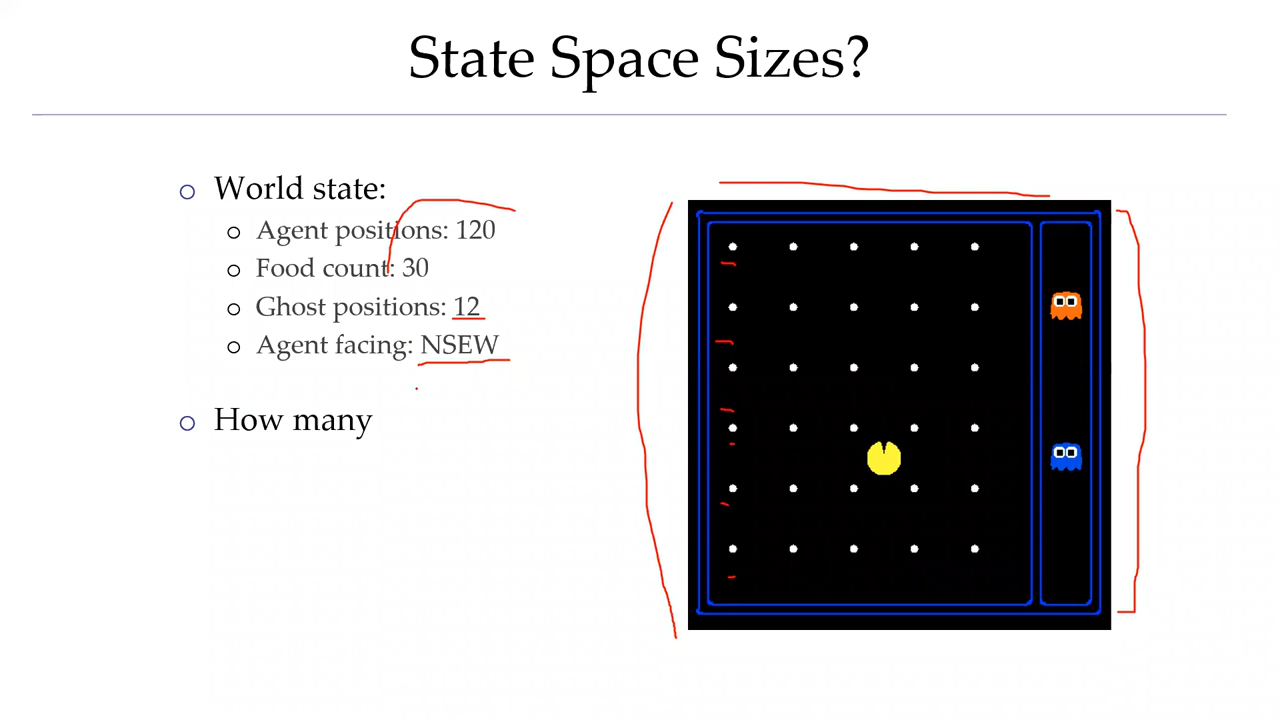 State Space Sizes?
World state:
Agent positions: 120
Food count: 30
Ghost positions: 12
Agent facing: NSEW
How many